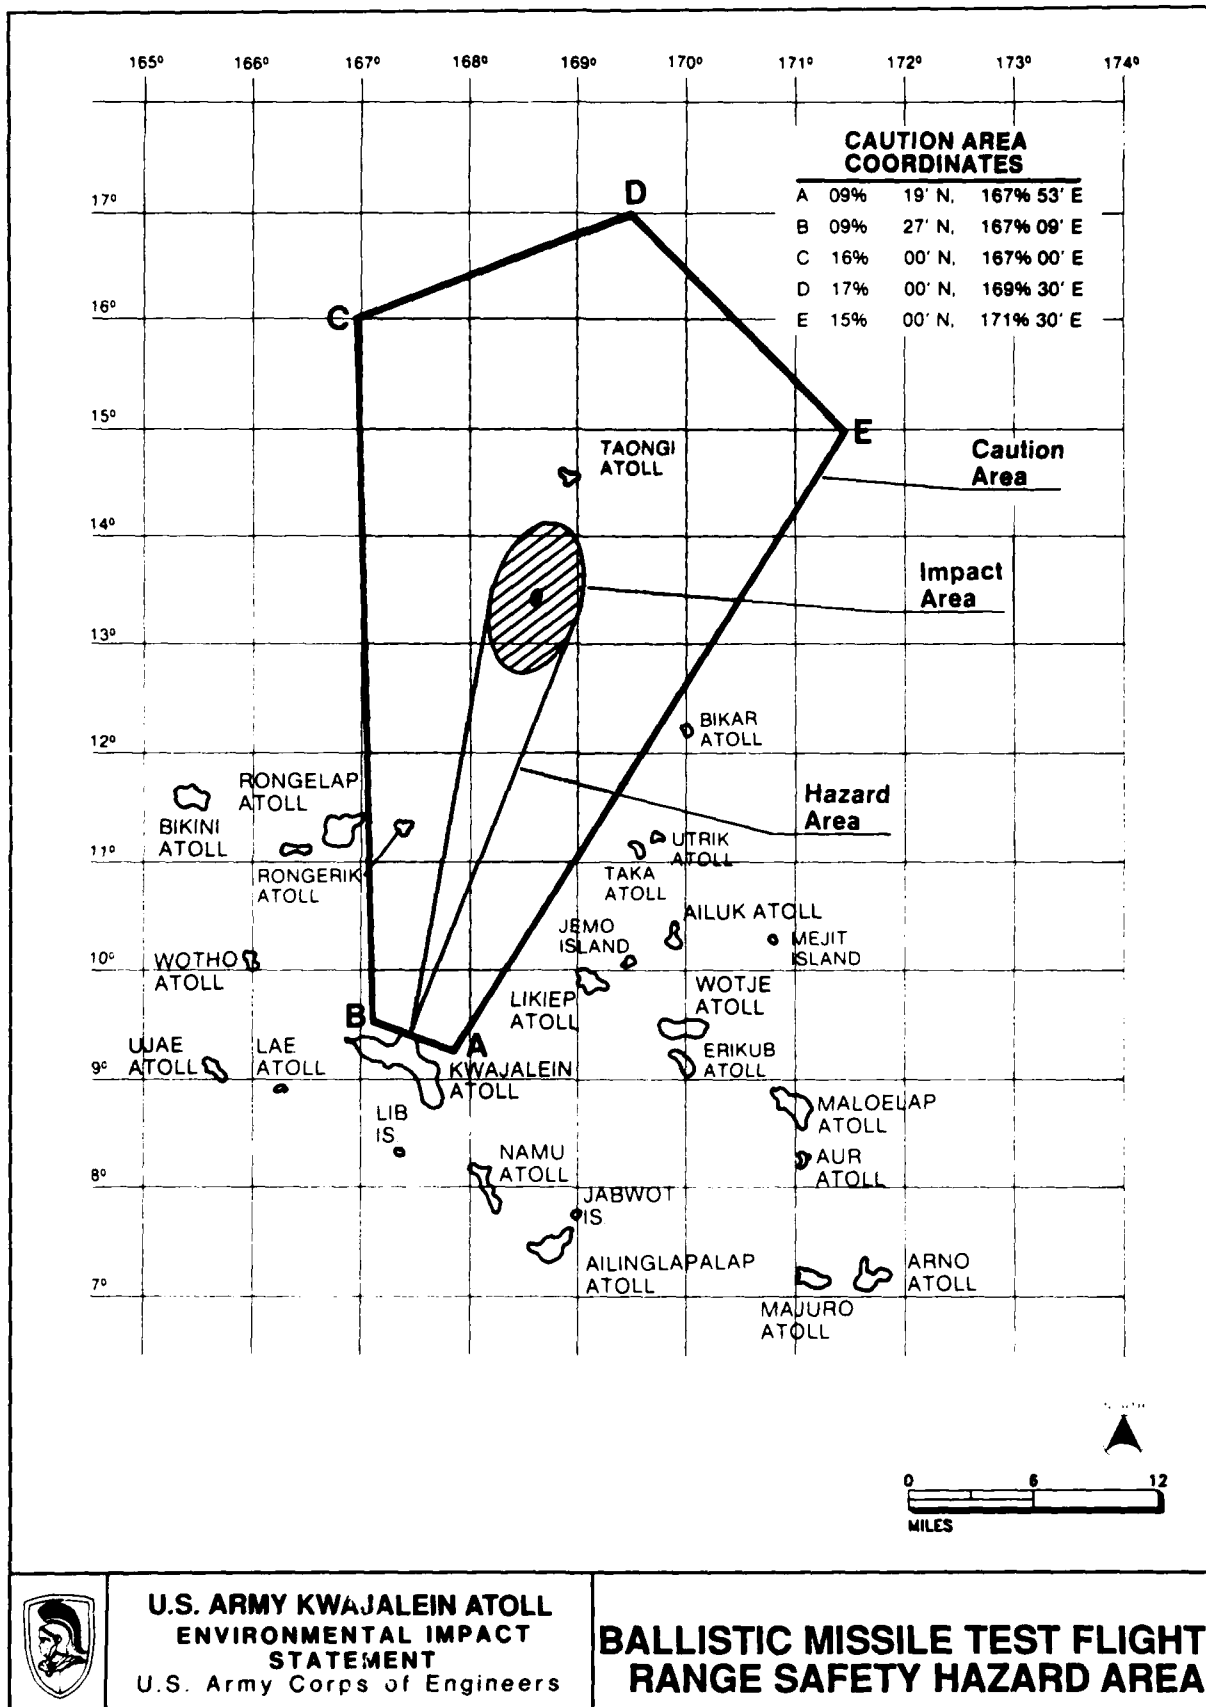 165° 166° 167° 168° 169° 170° 171° 172° 173° 174°
CAUTION AREA
COORDINATES
A 09% 19' N, 167% 53' E
B 09% 27' N, 167% 09' E
C 16% 00' N, 167% 00' E
D 17% 00' N, 169% 30' E
E 15% 00' N, 171% 30' E
17°
D
16°
C
15°
E
TAONGI
ATOLL
Caution
Area
14°
Impact
Area
13°
BIKAR
ATOLL
12°
RONGELAP
ATOLL
Hazard
Area
BIKINI
ATOLL
11°
UTRIK
ATOLL
RONGERIK
ATOLL
TAKA
ATOLL
AILUK ATOLL
JEMO
ISLAND
MEJIT
ISLAND
10°
WOTHO
ATOLL
WOTJE
ATOLL
LIKIEP
ATOLL
B
A
UJAE
ATOLL
LAE
ATOLL
KWAJALEIN
ATOLL
ERIKUB
ATOLL
9°
LIB
IS
MALOELAP
ATOLL
NAMU
ATOLL
AUR
ATOLL
8°
JABWOT
IS
AILINGLAPALAP
ATOLL
ARNO
ATOLL
7°
MAJURO
ATOLL
0 6 12
MILES
U.S. ARMY KWAJALEIN ATOLL
ENVIRONMENTAL IMPACT
STATEMENT
U.S. Army Corps of Engineers
BALLISTIC MISSILE TEST FLIGHT
RANGE SAFETY HAZARD AREA